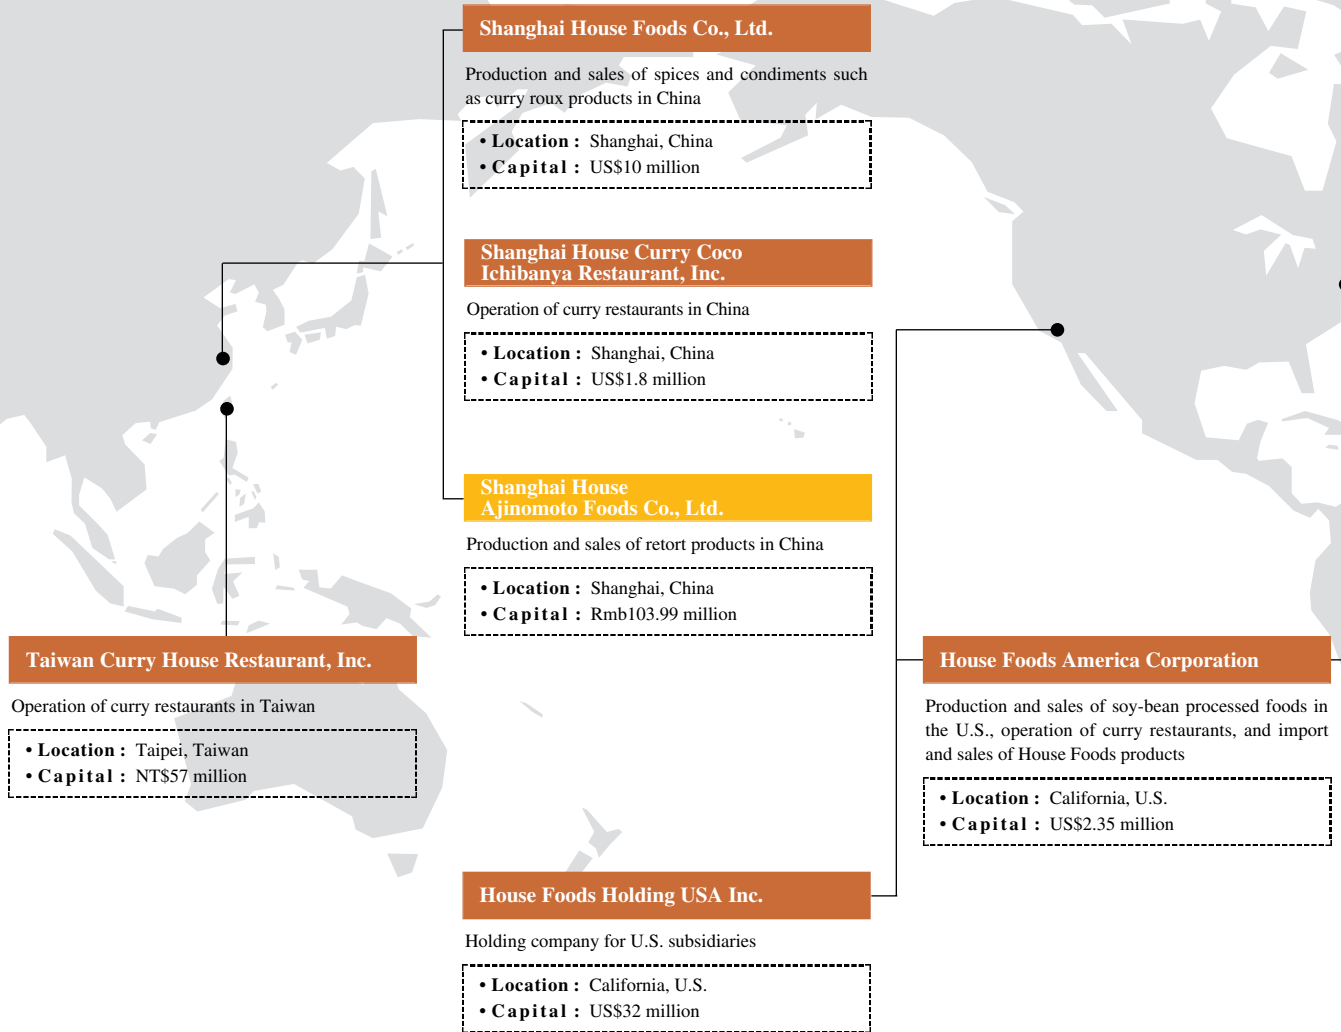 Shanghai House Foods Co., Ltd.
Production and sales of spices and condiments such
as curry roux products in China
• Location : Shanghai, China
• Capital : US$10 million
Shanghai House Curry Coco
Ichibanya Restaurant, Inc.
Operation of curry restaurants in China
• Location : Shanghai, China
• Capital : US$1.8 million
Shanghai House
Ajinomoto Foods Co., Ltd.
Production and sales of retort products in China
• Location : Shanghai, China
• Capital : Rmb103.99 million
Taiwan Curry House Restaurant, Inc.
Operation of curry restaurants in Taiwan
• Location : Taipei, Taiwan
• Capital : NT$57 million
House Foods America Corporation
Production and sales of soy-bean processed foods in
the U.S., operation of curry restaurants, and import
and sales of House Foods products
• Location : California, U.S.
• Capital : US$2.35 million
House Foods Holding USA Inc.
Holding company for U.S. subsidiaries
• Location : California, U.S.
• Capital : US$32 million